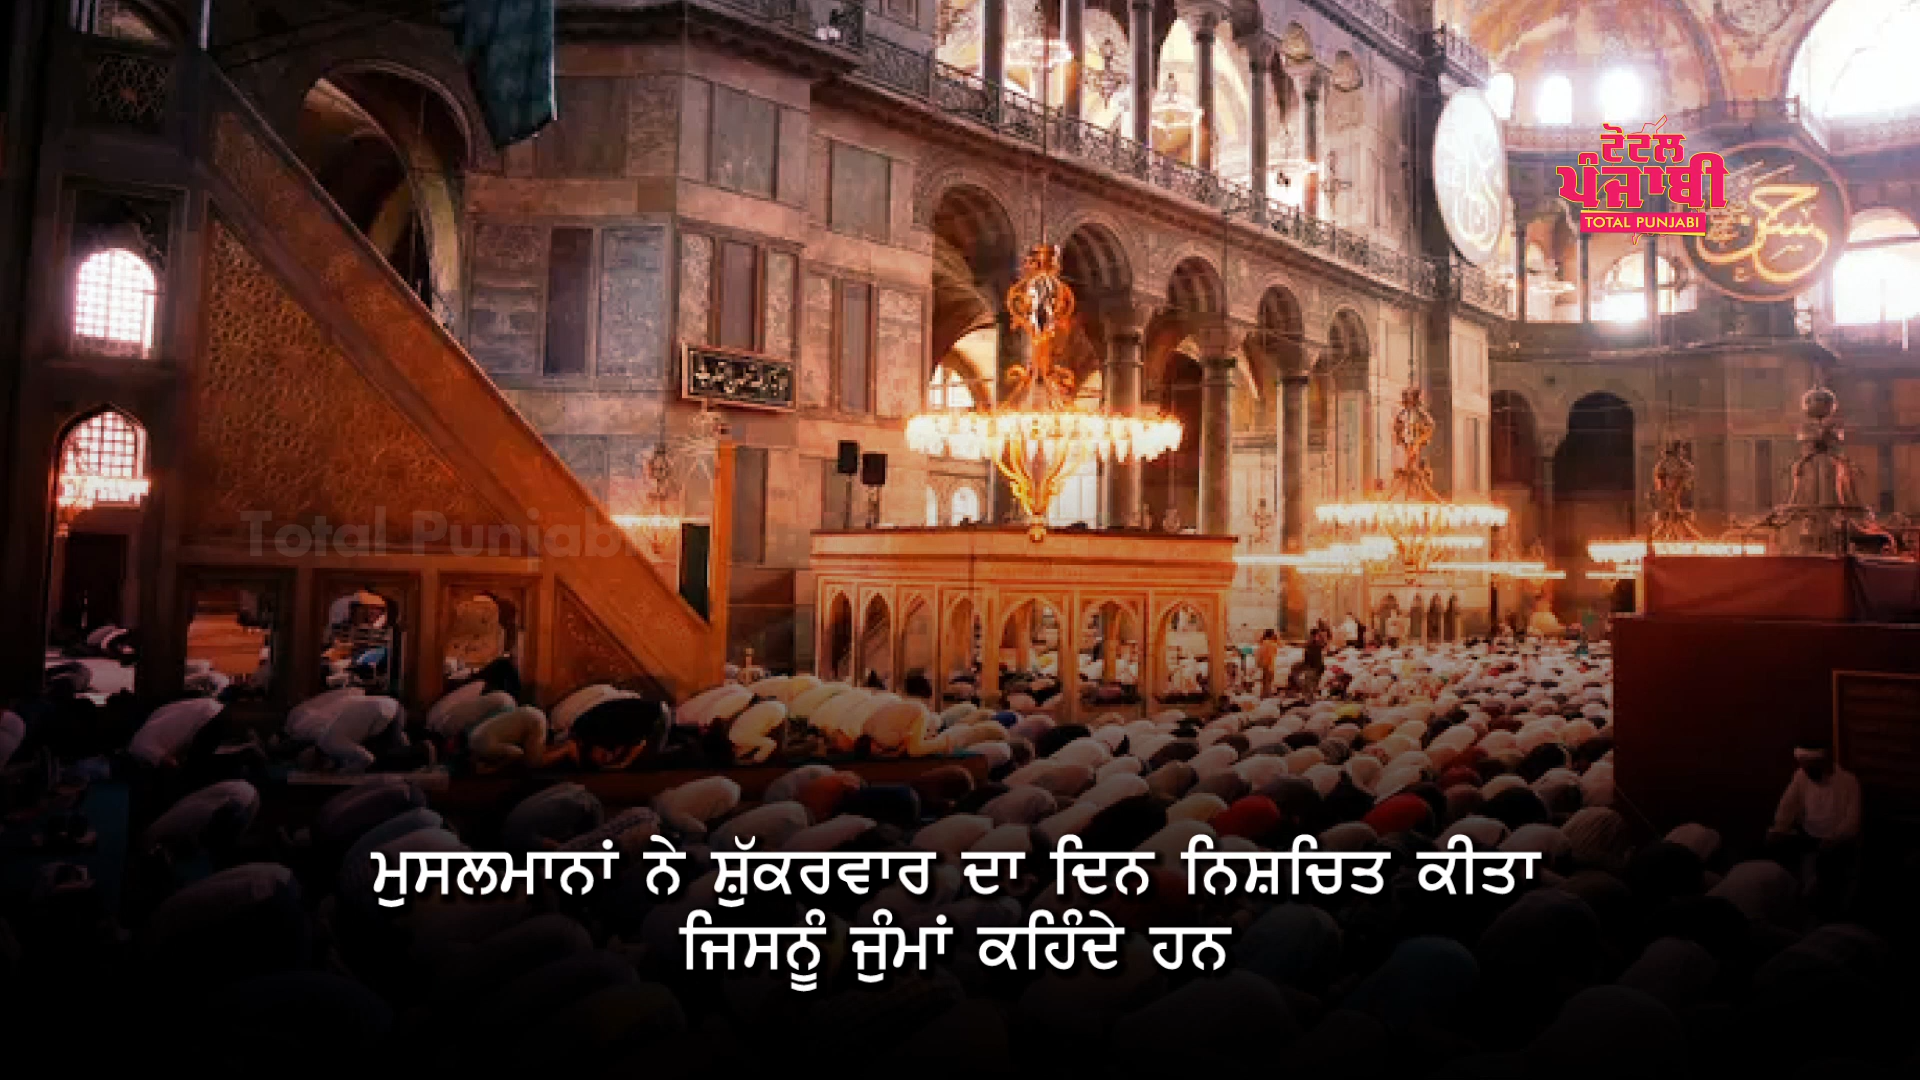 ਟੋਟਲ
ਪੰਜਾਬੀ
TOTAL PUNJABI
Total Punjabi
ਮੁਸਲਮਾਨਾਂ ਨੇ ਸ਼ੁੱਕਰਵਾਰ ਦਾ ਦਿਨ ਨਿਸ਼ਚਿਤ ਕੀਤਾ
ਜਿਸਨੂੰ ਜੁੰਮਾਂ ਕਹਿੰਦੇ ਹਨ